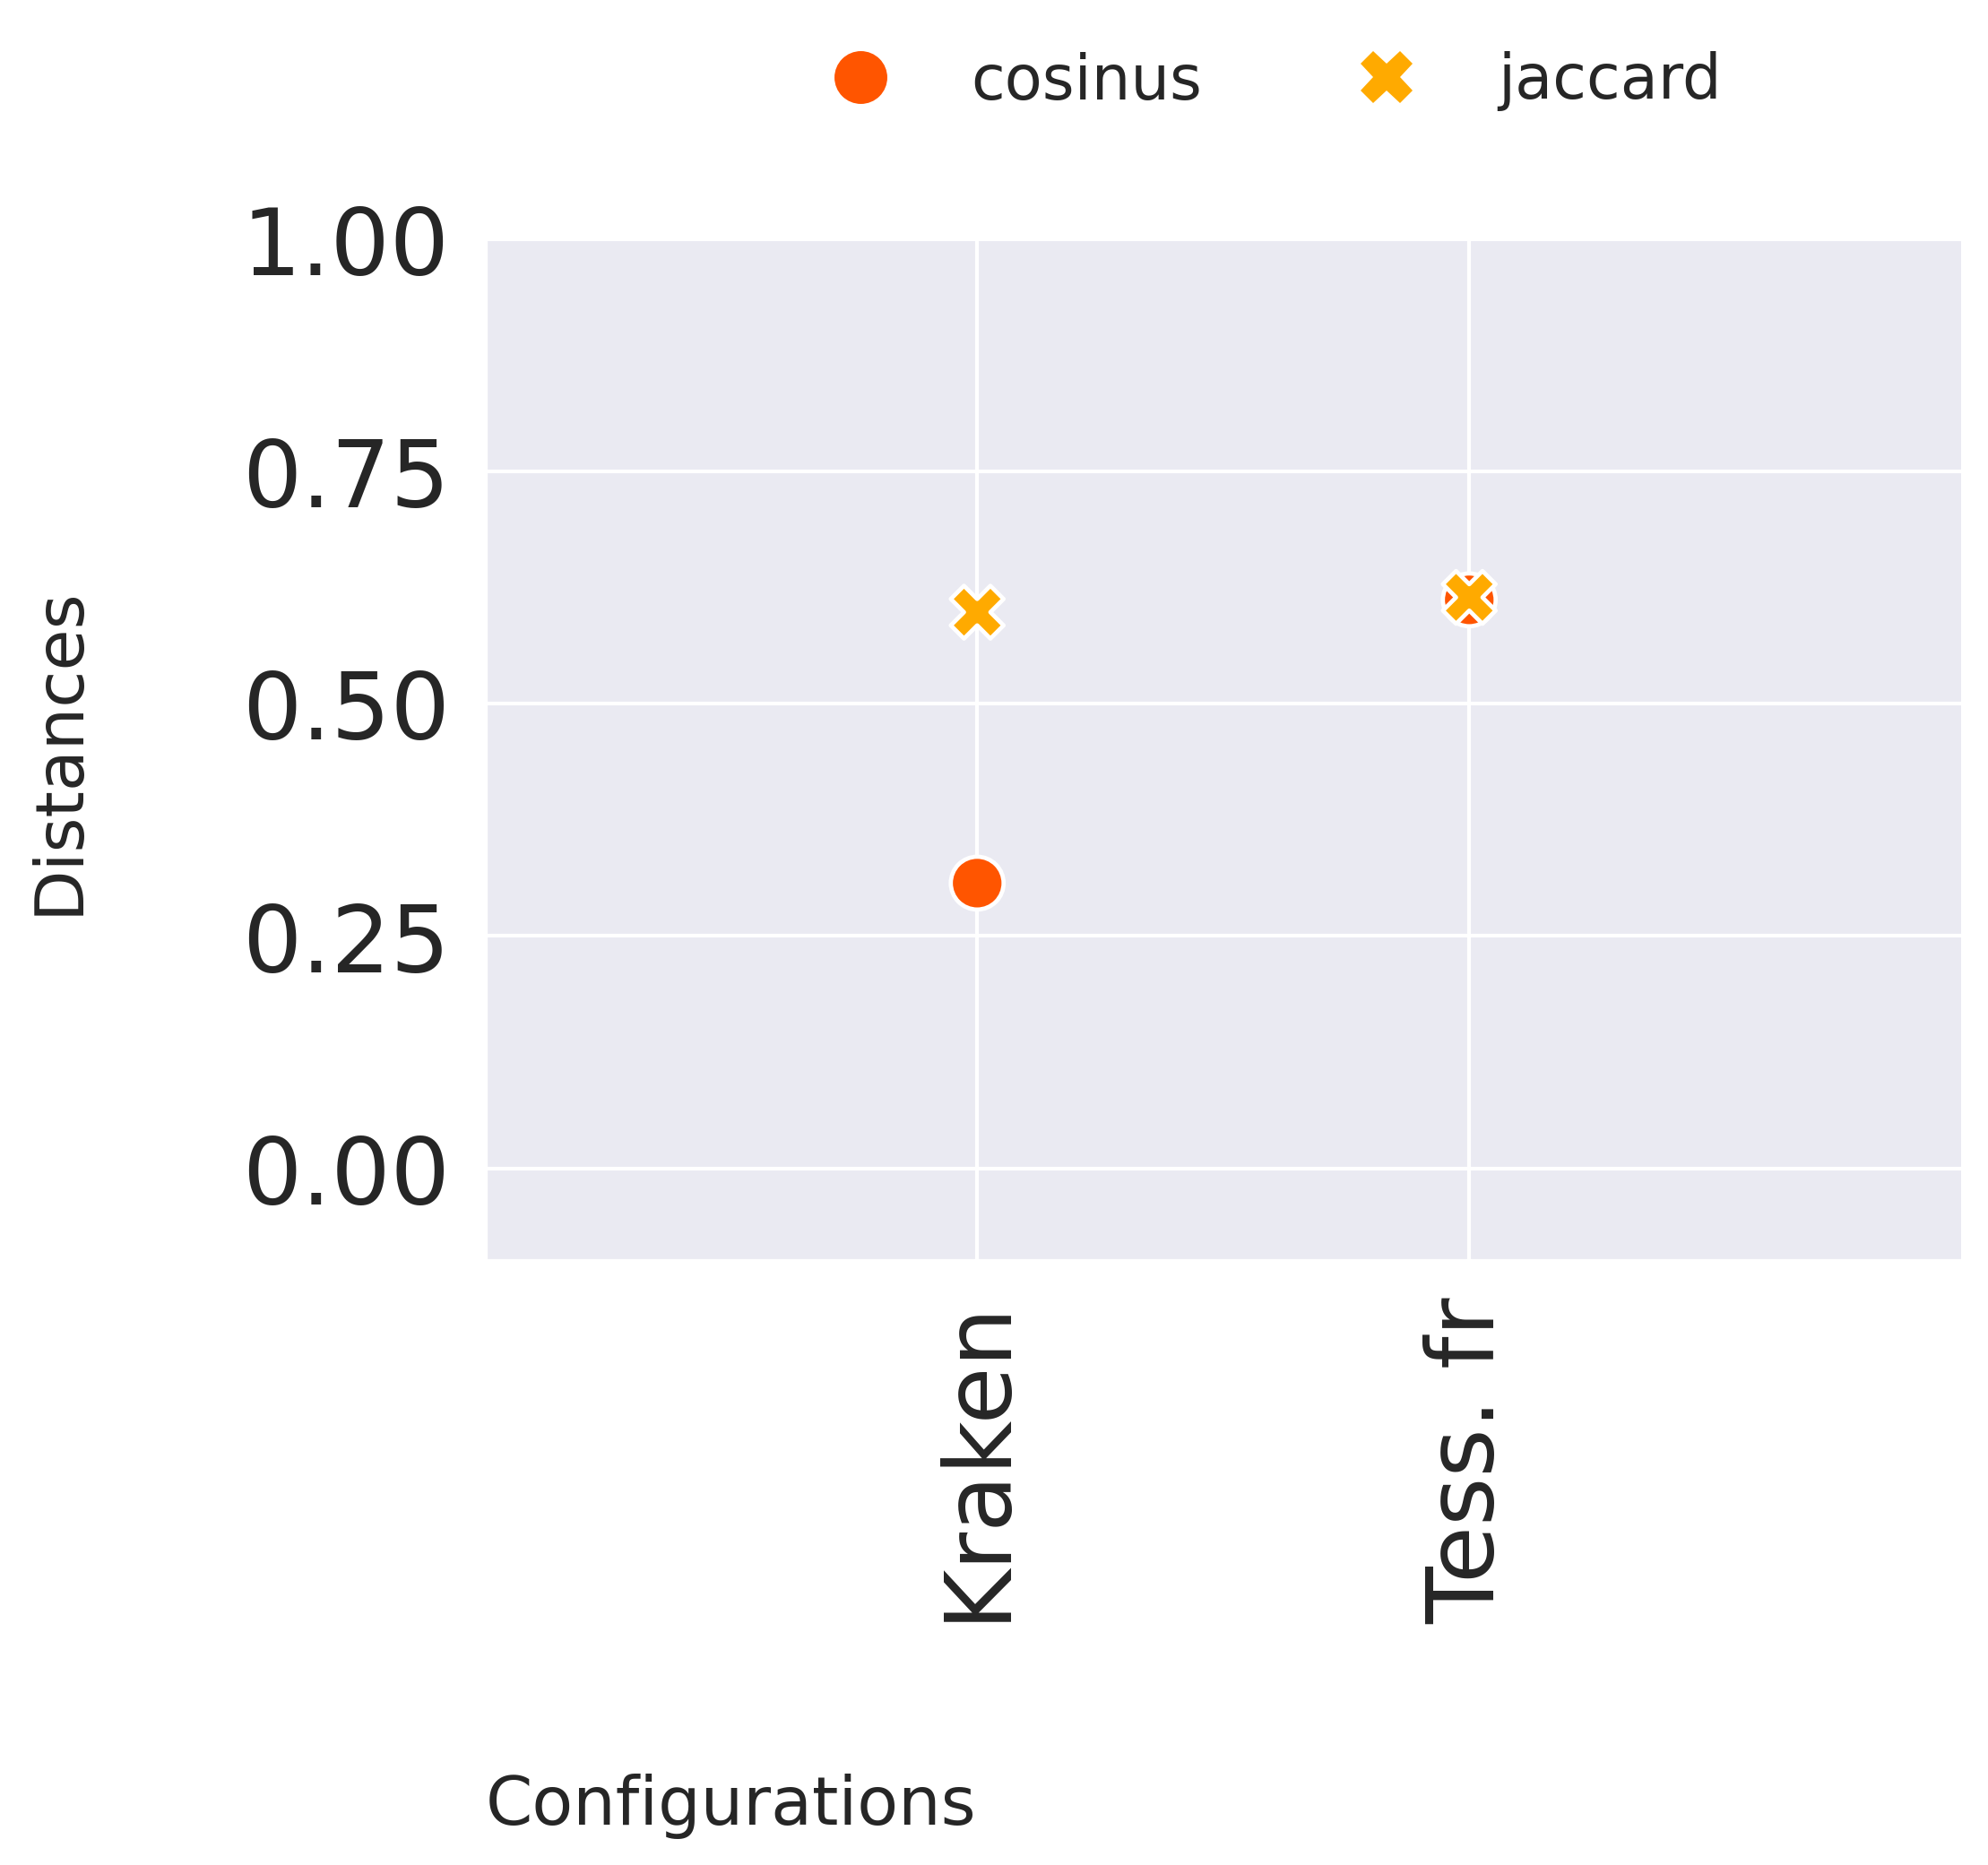 cosinus jaccard
1.00
0.75
0.50
0.25
0.00
Distances
Kraken
Tess. fr
Configurations